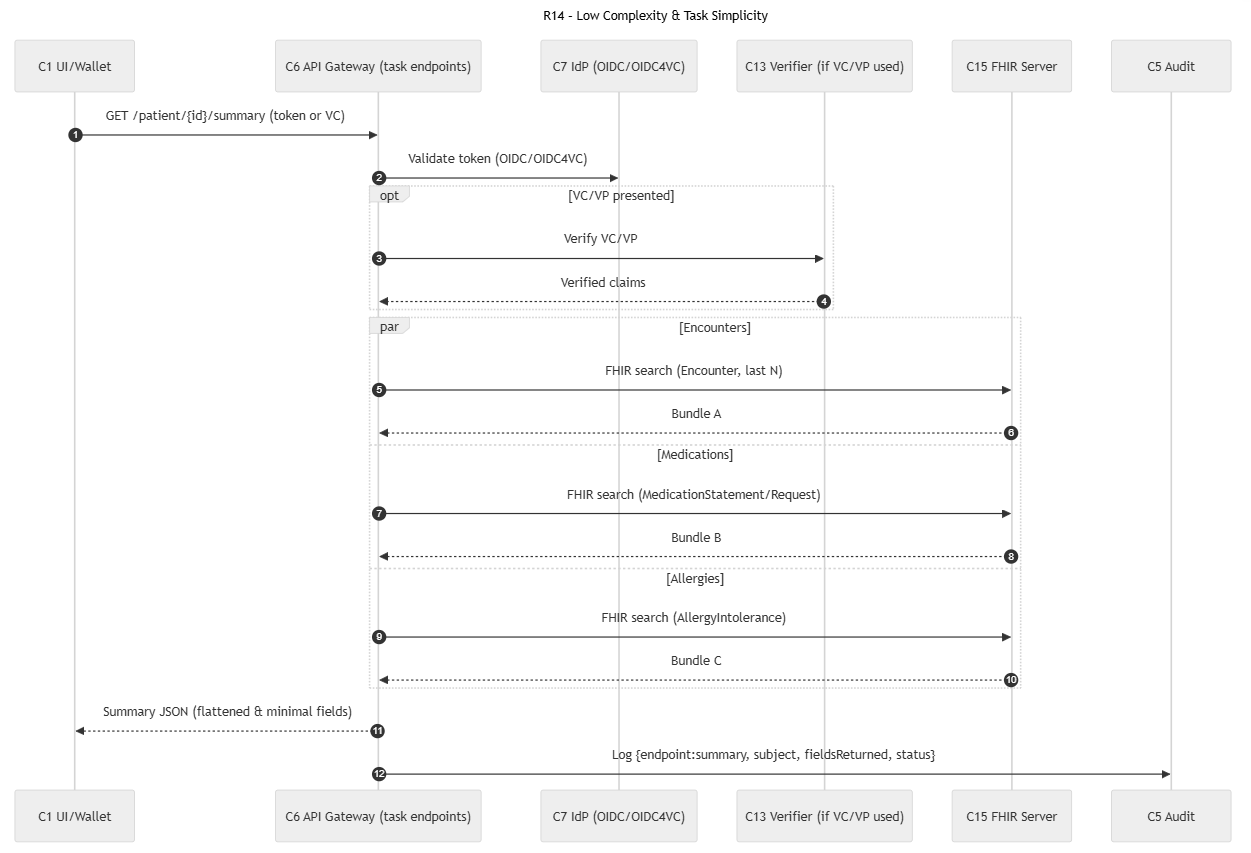 R14 - Low Complexity & Task Simplicity
C1 UI/Wallet
C6 API Gateway (task endpoints)
C7 IdP (OIDC/OIDC4VC)
C13 Verifier (if VC/VP used)
C15 FHIR Server
C5 Audit
GET /patient/{id}/summary (token or VC)
1
Validate token (OIDC/OIDC4VC)
2
opt
[VC/VP presented]
Verify VC/VP
3
Verified claims
4
par
[Encounters]
FHIR search (Encounter, last N)
5
Bundle A
6
[Medications]
FHIR search (MedicationStatement/Request)
7
Bundle B
8
[Allergies]
FHIR search (AllergyIntolerance)
9
Bundle C
10
Summary JSON (flattened & minimal fields)
11
Log {endpoint:summary, subject, fieldsReturned, status}
12
C1 UI/Wallet
C6 API Gateway (task endpoints)
C7 IdP (OIDC/OIDC4VC)
C13 Verifier (if VC/VP used)
C15 FHIR Server
C5 Audit